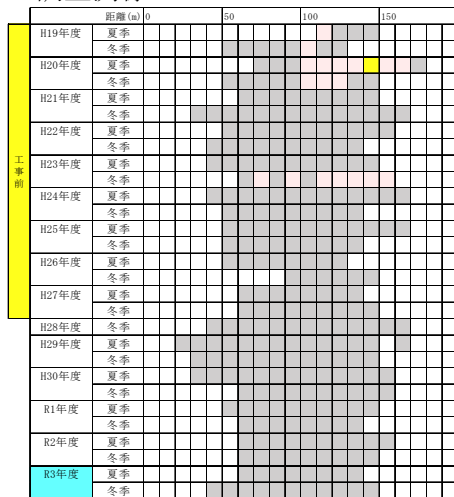 距離(m) 0 50 100 150
工事前
H19年度 夏季
冬季
H20年度 夏季
冬季
H21年度 夏季
冬季
H22年度 夏季
冬季
H23年度 夏季
冬季
H24年度 夏季
冬季
H25年度 夏季
冬季
H26年度 夏季
冬季
H27年度 夏季
冬季
H28年度 冬季
H29年度 夏季
冬季
H30年度 夏季
冬季
R1年度 夏季
冬季
R2年度 夏季
冬季
R3年度 夏季
冬季